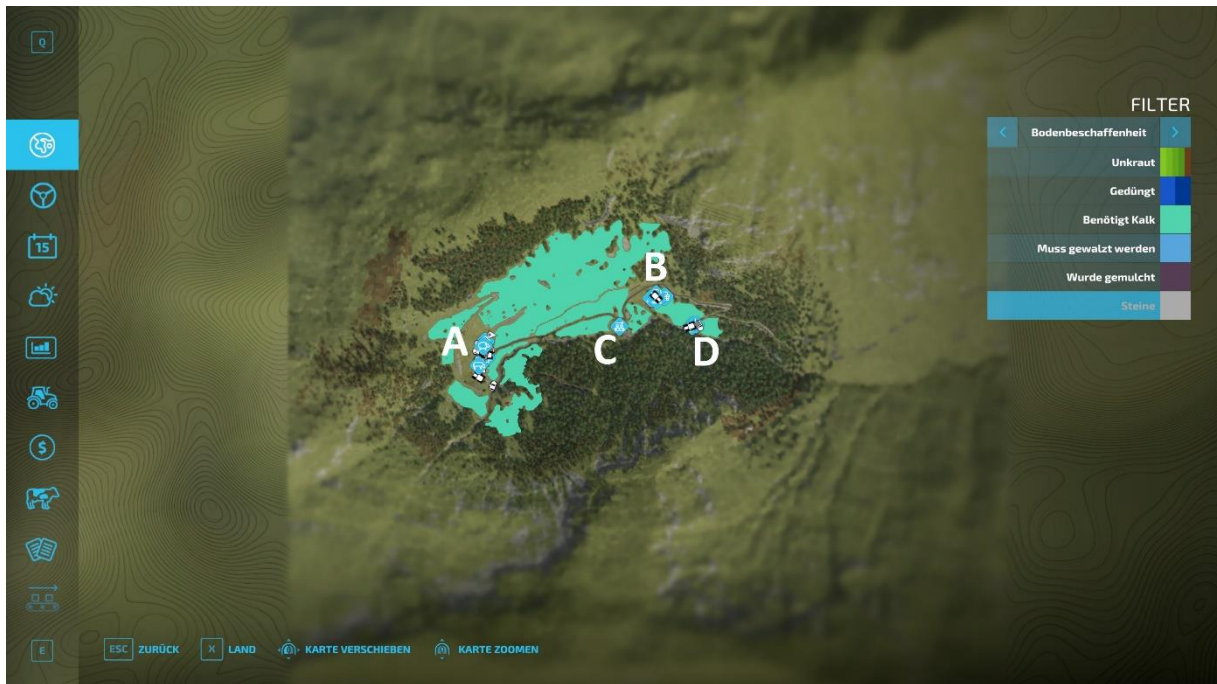 Q
FILTER
Bodenbeschaffenheit
Unkraut
Gedüngt
Benötigt Kalk
Muss gewalzt werden
Wurde gemulcht
Steine
15
$
A
B
C
D
E
ESC ZURÜCK X LAND KARTE VERSCHIEBEN KARTE ZOOMEN